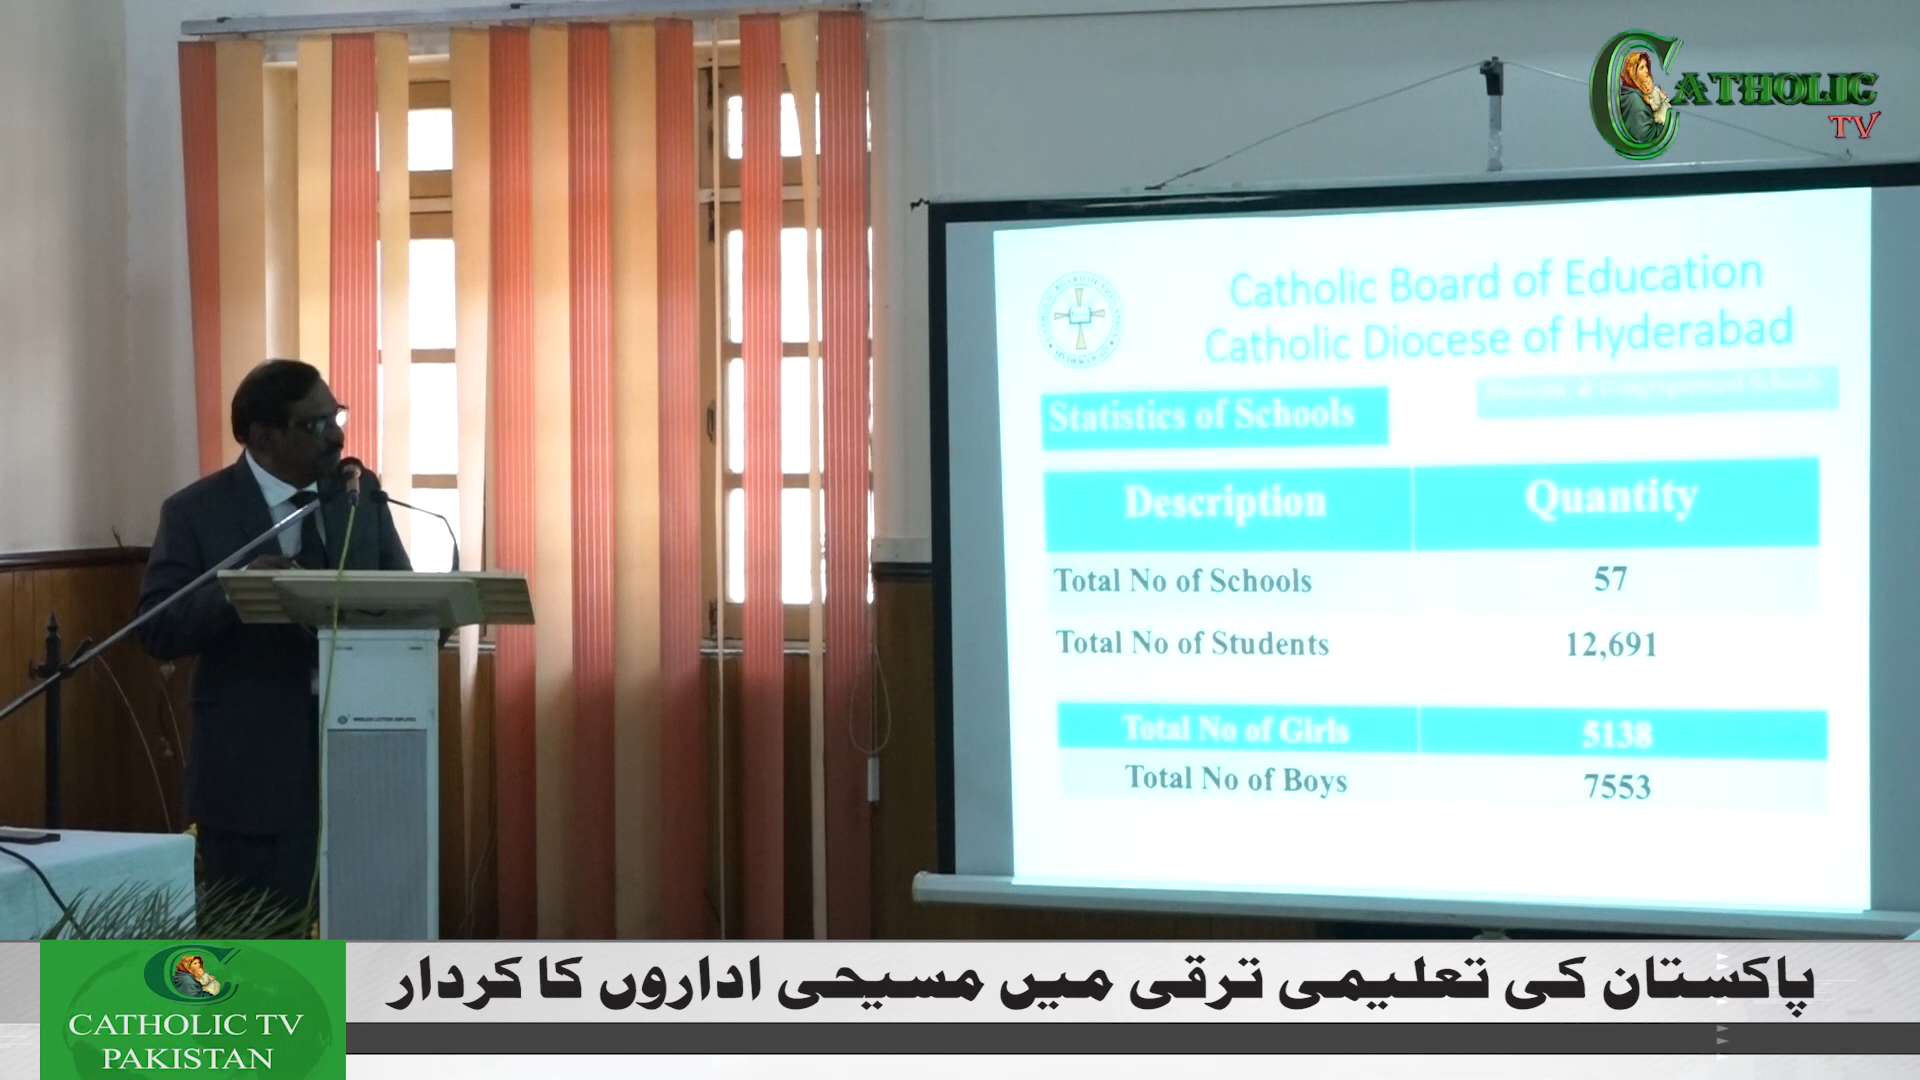 CATHOLIC
TV
Catholic Board of Education
Catholic Diocese of Hyderabad
Statistics of Schools
Description Quantity
Total No of Schools 57
Total No of Students 12,691
Total No of Girls 5138
Total No of Boys 7553
پاکستان کی تعلیمی ترقی میں مسیحی اداروں کا کردار
CATHOLIC TV
PAKISTAN